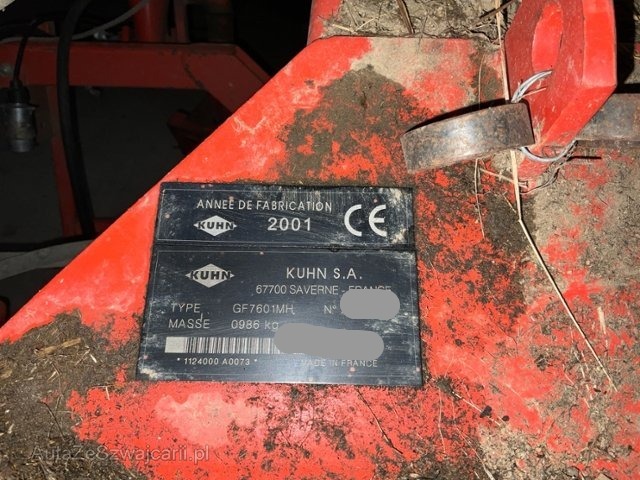 ANNEE DE FABRICATION
KUHN 2001 CE
KUHN KUHN S.A.
67700 SAVERNE - FRANCE
TYPE GF7601MH N°
MASSE 0986 kg
*1124000 A0073*
MADE IN FRANCE
AutaZeSzwajcarii.pl